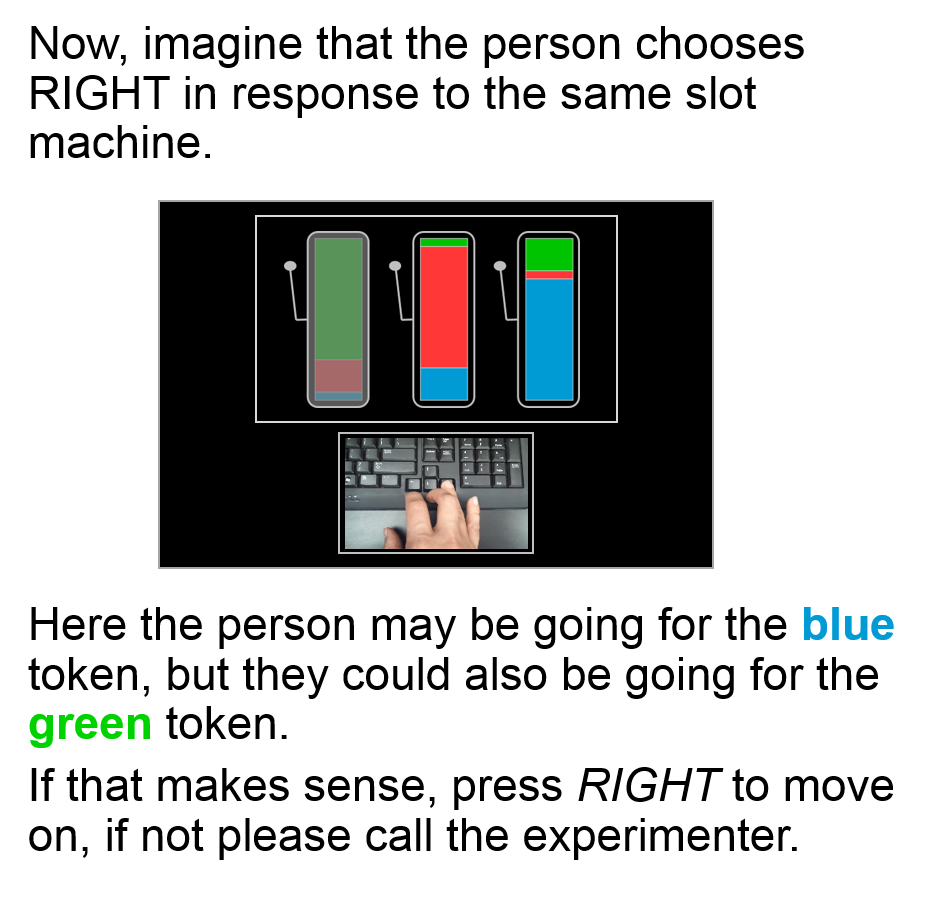 Now, imagine that the person chooses
RIGHT in response to the same slot
machine.
Here the person may be going for the blue
token, but they could also be going for the
green token.
If that makes sense, press RIGHT to move
on, if not please call the experimenter.